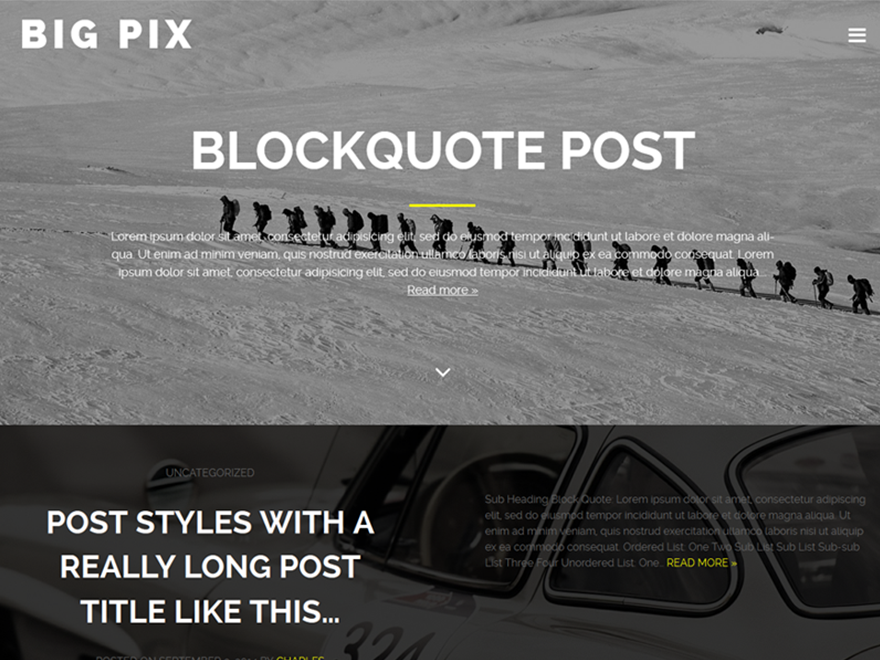 BIG PIX
BLOCKQUOTE POST
Lorem ipsum dolor sit amet, consectetur adipisicing elit, sed do eiusmod tempor incididunt ut labore et dolore magna ali-
qua. Ut enim ad minim veniam, quis nostrud exercitation ullamco laboris nisi ut aliquip ex ea commodo consequat. Lorem
ipsum dolor sit amet, consectetur adipisicing elit, sed do eiusmod tempor incididunt ut labore et dolore magna aliqua...
Read more »
UNCATEGORIZED
POST STYLES WITH A
REALLY LONG POST
TITLE LIKE THIS...
POSTED ON SEPTEMBER BY CHARLES
Sub Heading Block Quote: Lorem ipsum dolor sit amet, consectetur adipisicing
elit, sed do eiusmod tempor incididunt ut labore et dolore magna aliqua. Ut
enim ad minim veniam, quis nostrud exercitation ullamco laboris nisi ut aliquip
ex ea commodo consequat. Ordered List: One Two Sub List Sub List Sub-sub
List Three Four Unordered List: One... READ MORE »
324